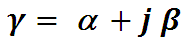 γ = α + j β